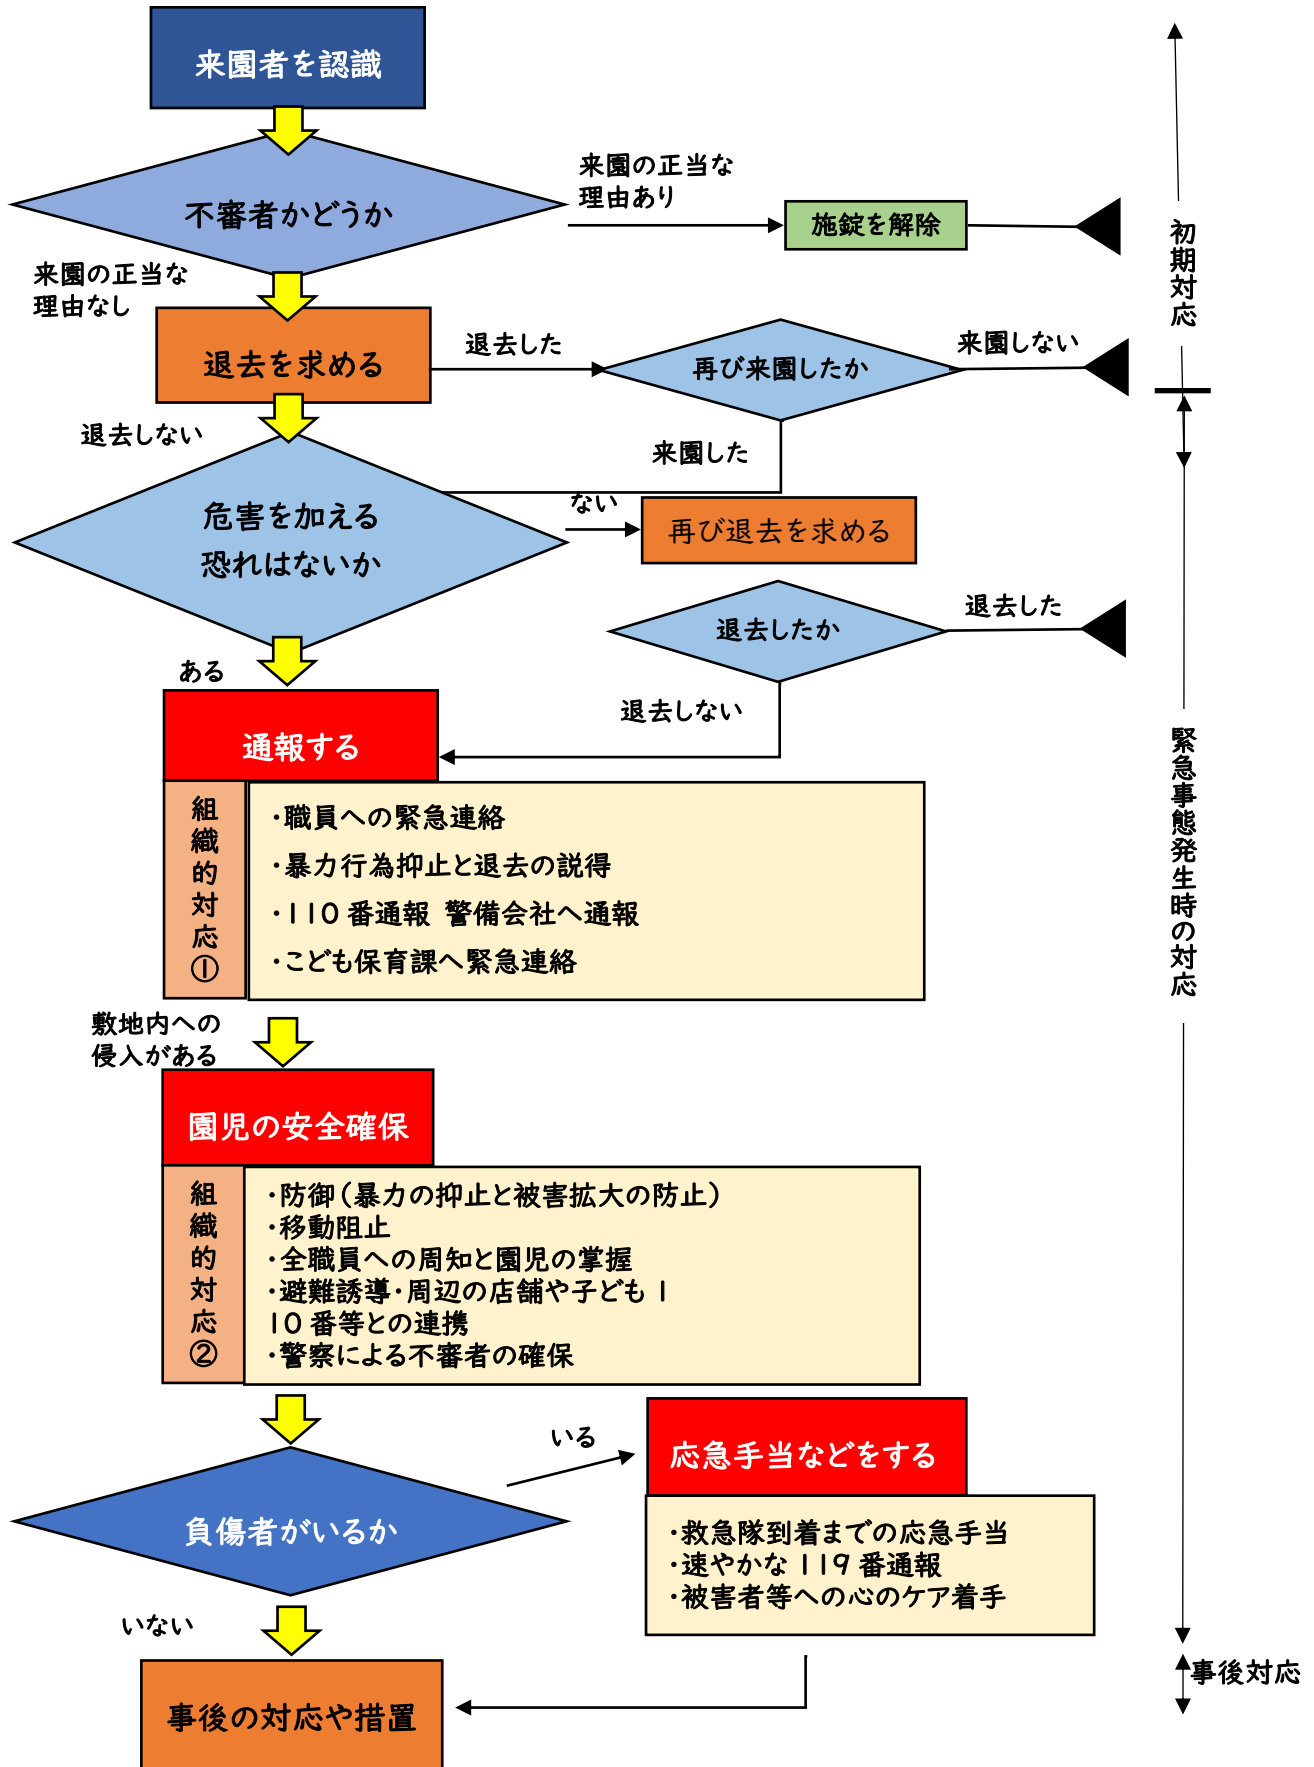 来園者を認識
不審者かどうか
来園の正当な
理由あり
施錠を解除
来園の正当な
理由なし
退去を求める
退去した
再び来園したか
来園しない
初期対応
退去しない
来園した
危害を加える
恐れはないか
ない
再び退去を求める
退去したか
退去した
ある
退去しない
通報する
組織的対応①
・職員への緊急連絡
・暴力行為抑止と退去の説得
・110番通報 警備会社へ通報
・こども保育課へ緊急連絡
緊急事態発生時の対応
敷地内への
侵入がある
園児の安全確保
組織的対応②
・防御（暴力の抑止と被害拡大の防止）
・移動阻止
・全職員への周知と園児の掌握
・避難誘導・周辺の店舗や子ども1
10番等との連携
・警察による不審者の確保
負傷者がいるか
いる
応急手当などをする
・救急隊到着までの応急手当
・速やかな119番通報
・被害者等への心のケア着手
いない
事後の対応や措置
事後対応